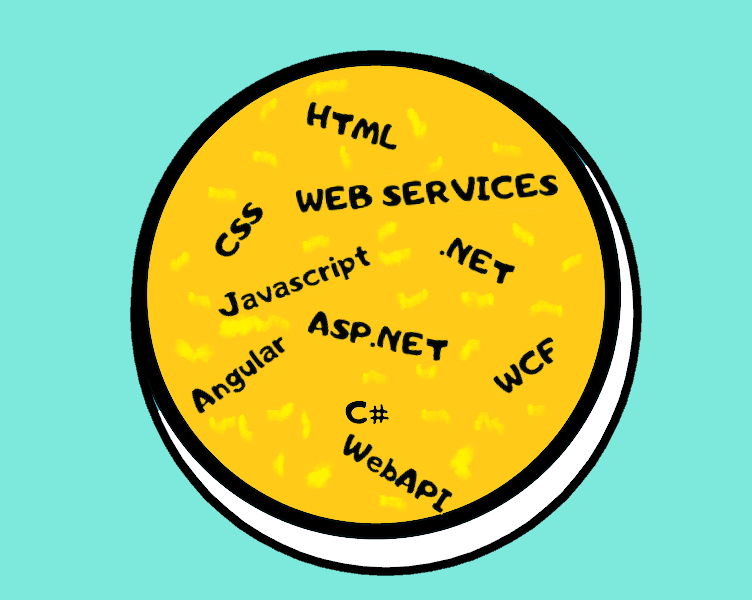 HTML
WEB SERVICES
CSS
.NET
Javascript
ASP.NET
WCF
Angular
C#
WebAPI